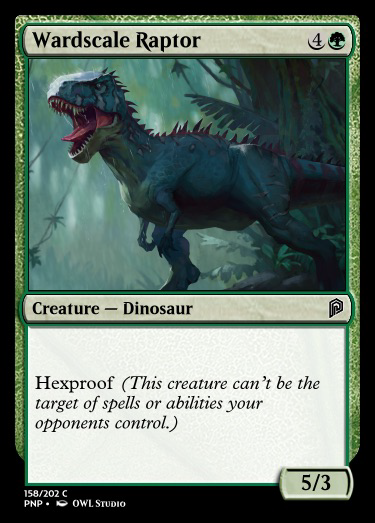 Wardscale Raptor 4
Creature — Dinosaur
Hexproof (This creature can't be the
target of spells or abilities your
opponents control.)
5/3
158/202 C
PNP • OWL STUDIO